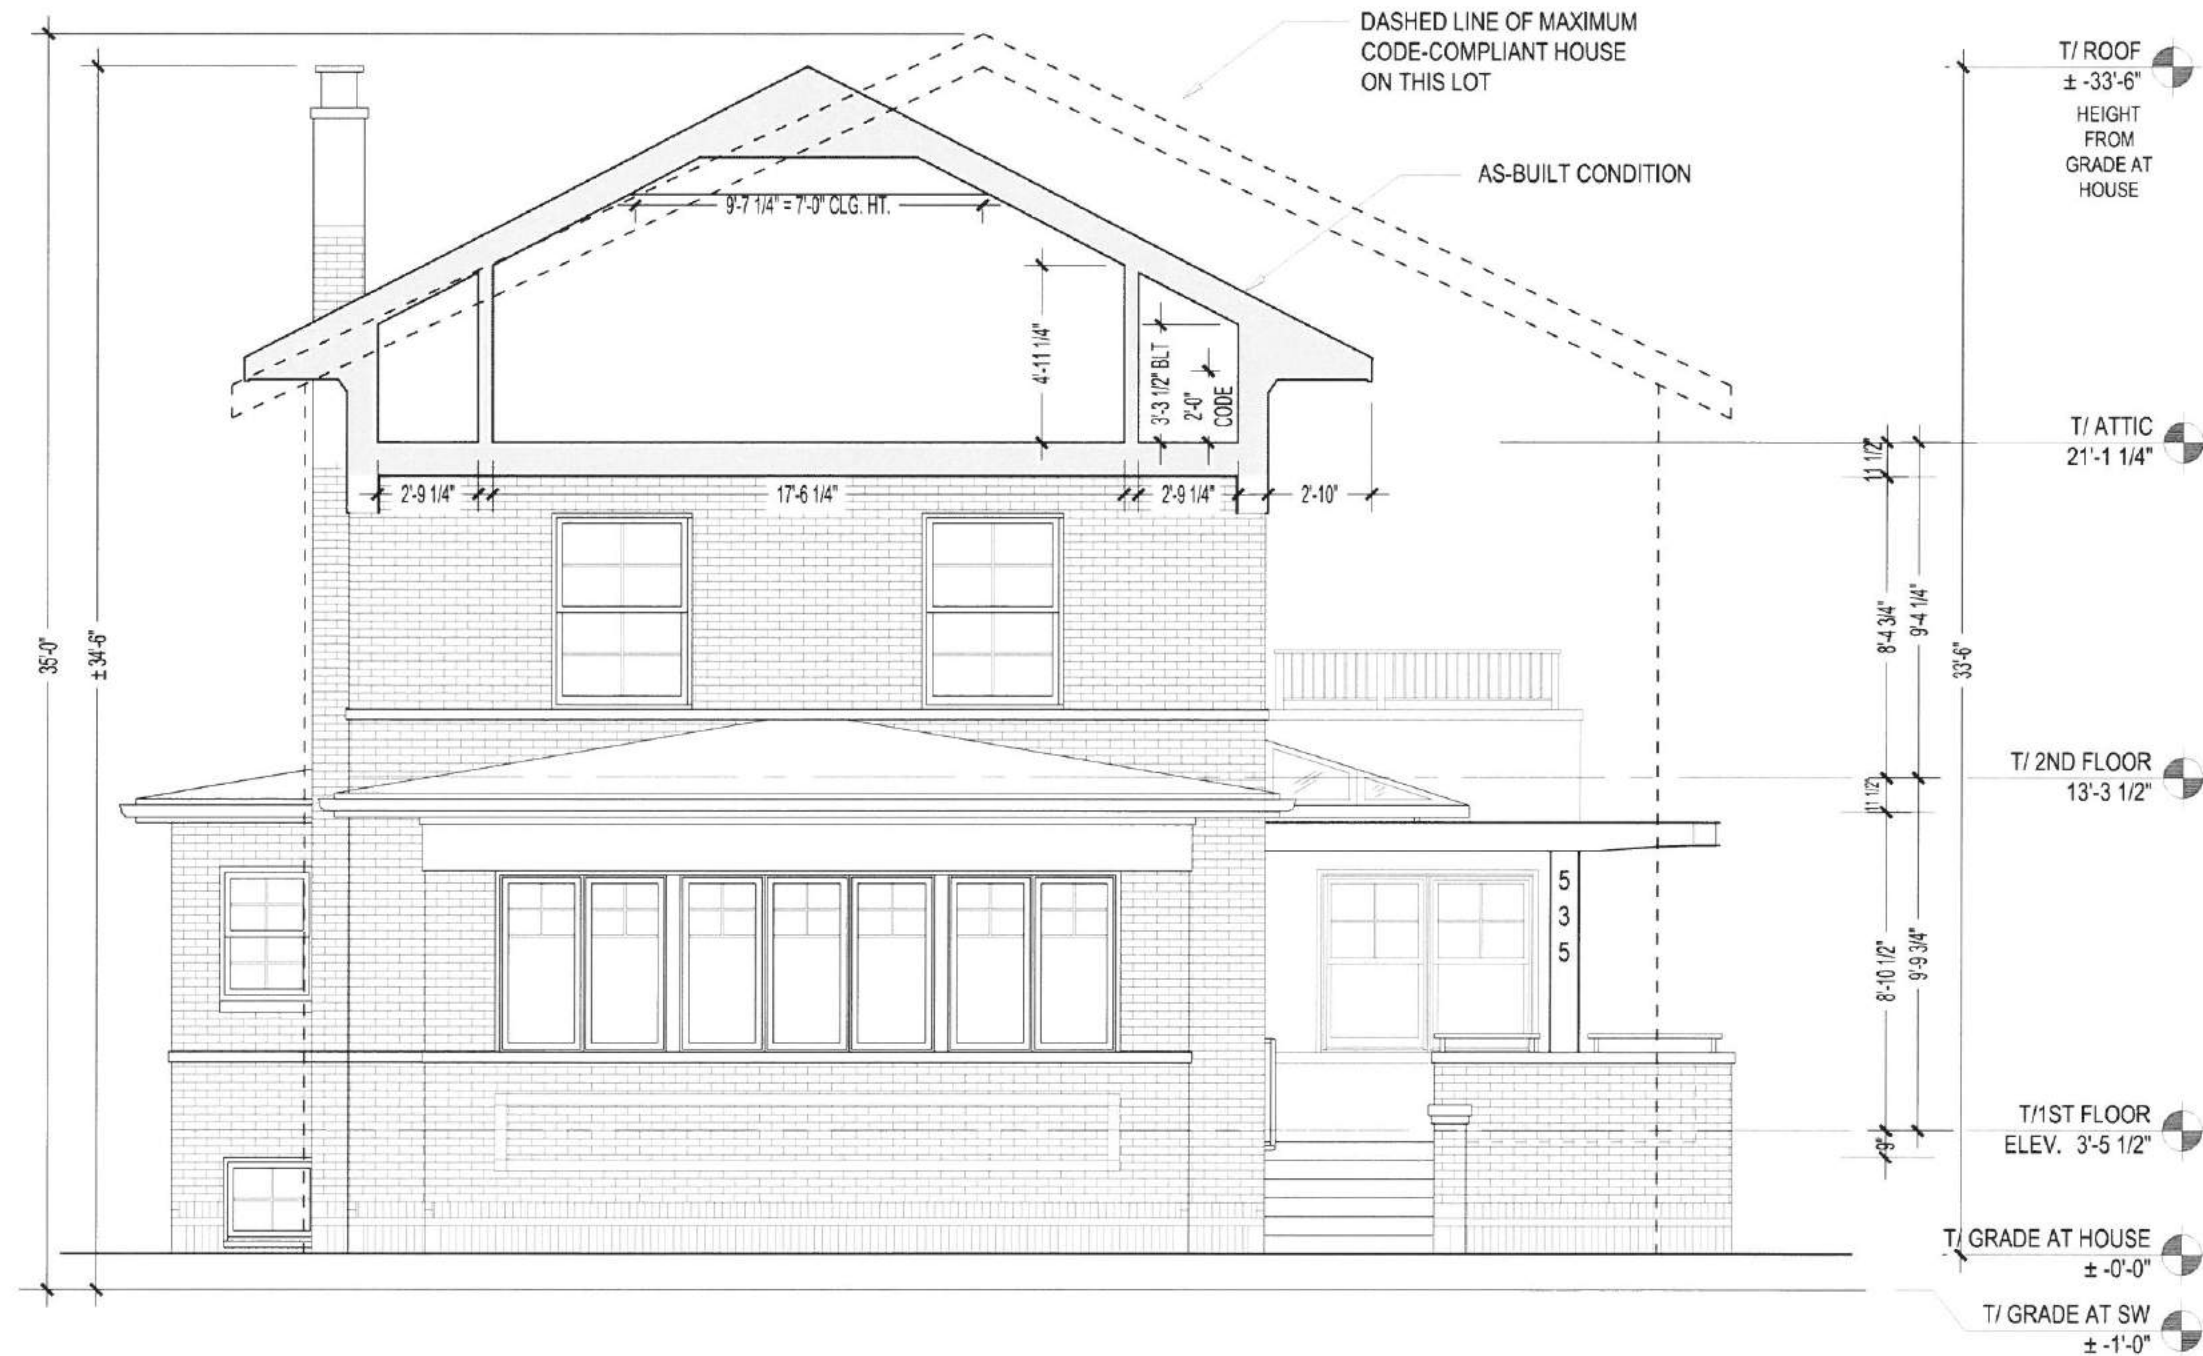 DASHED LINE OF MAXIMUM
CODE-COMPLIANT HOUSE
ON THIS LOT
AS-BUILT CONDITION
T/ ROOF
± -33'-6"
HEIGHT
FROM
GRADE AT
HOUSE
9'-7 1/4" = 7'-0" CLG. HT.
4'-11 1/4"
3'-3 1/2" BLT
2'-0"
CODE
T/ ATTIC
21'-1 1/4"
11 1/2"
2'-9 1/4"
17'-6 1/4"
2'-9 1/4"
2'-10"
35'-0"
± 34'-6"
8'-4 3/4"
9'-4 1/4"
33'-6"
T/ 2ND FLOOR
13'-3 1/2"
11 1/2"
5
3
5
8'-10 1/2"
9'-9 3/4"
T/1ST FLOOR
ELEV. 3'-5 1/2"
9"
T/ GRADE AT HOUSE
± -0'-0"
T/ GRADE AT SW
± -1'-0"